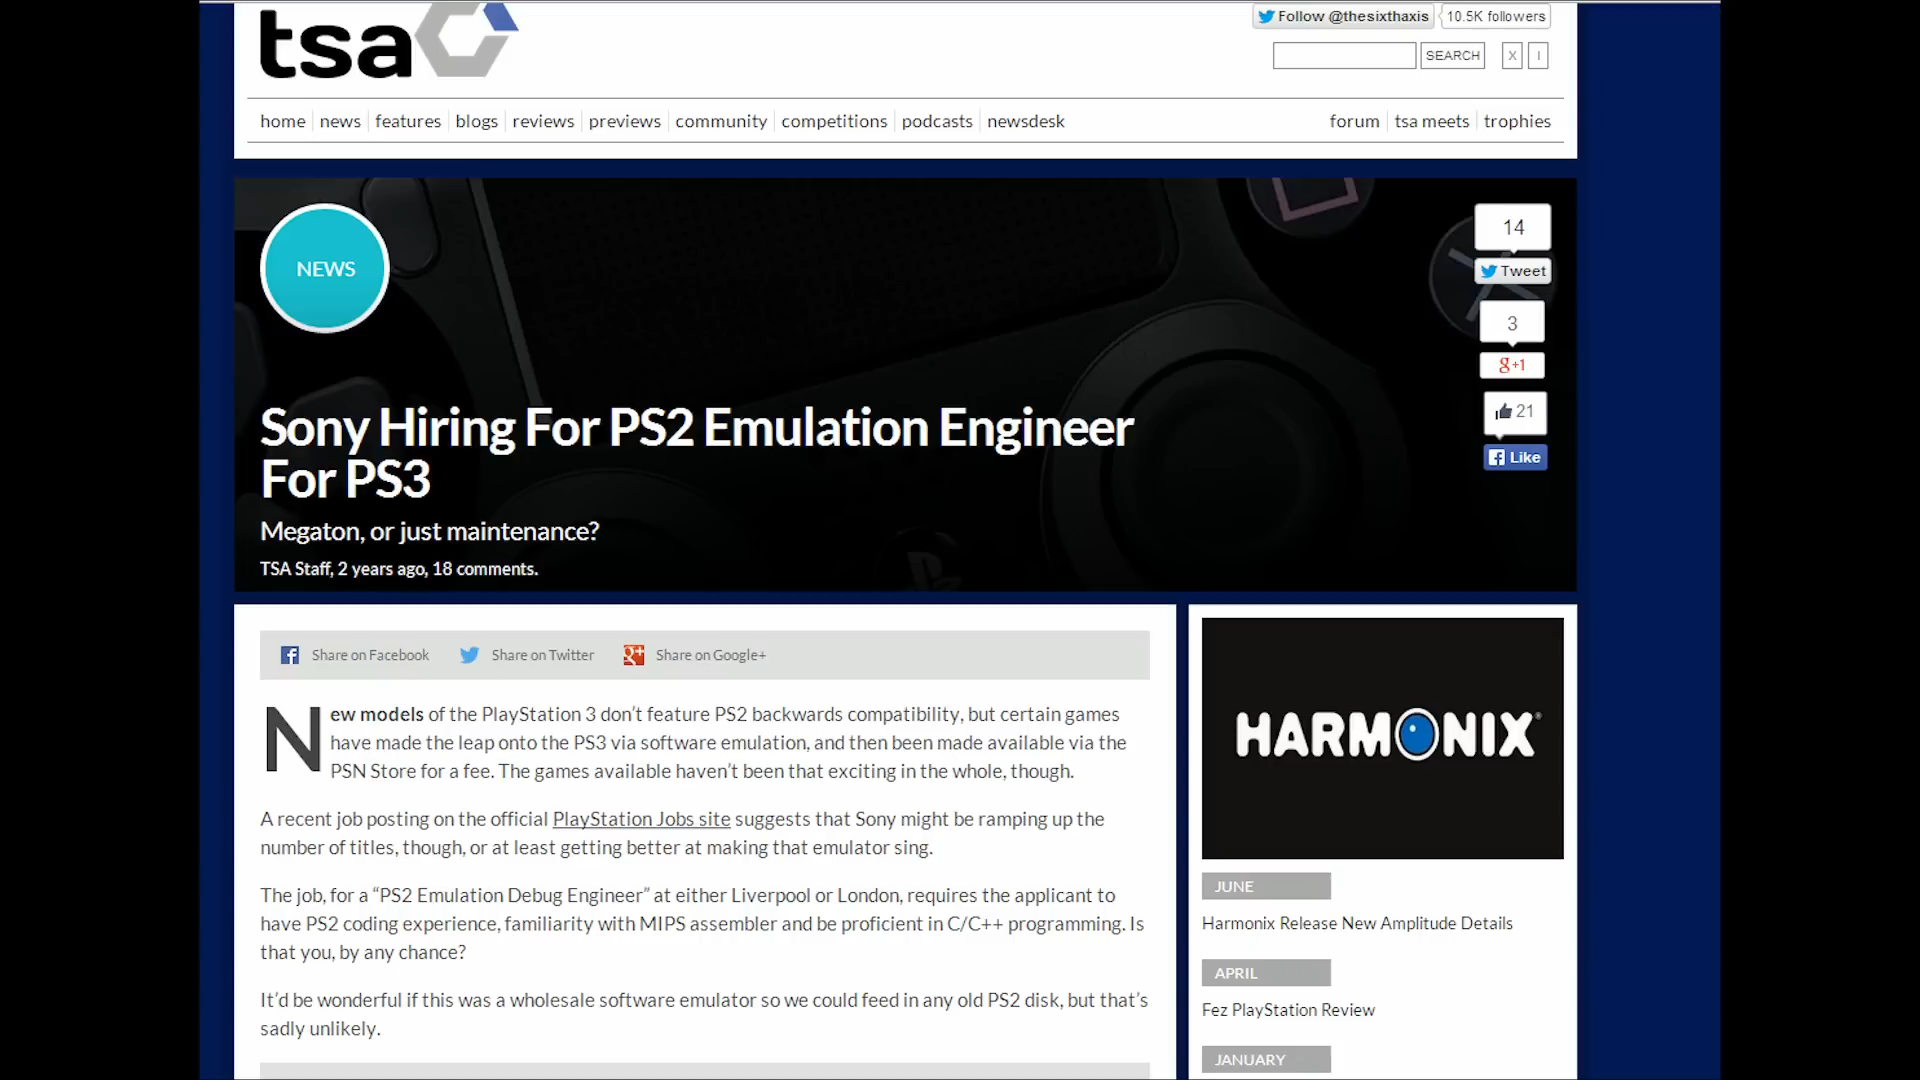 tsa
Follow @thesixthaxis 10.5K followers
SEARCH X I
home news features blogs reviews previews community competitions podcasts newsdesk forum tsa meets trophies
NEWS
14
Tweet
3
g+1
21
Like
Sony Hiring For PS2 Emulation Engineer
For PS3
Megaton, or just maintenance?
TSA Staff, 2 years ago, 18 comments.
Share on Facebook Share on Twitter Share on Google+
New models of the PlayStation 3 don’t feature PS2 backwards compatibility, but certain games
have made the leap onto the PS3 via software emulation, and then been made available via the
PSN Store for a fee. The games available haven’t been that exciting in the whole, though.
A recent job posting on the official PlayStation Jobs site suggests that Sony might be ramping up the
number of titles, though, or at least getting better at making that emulator sing.
The job, for a “PS2 Emulation Debug Engineer” at either Liverpool or London, requires the applicant to
have PS2 coding experience, familiarity with MIPS assembler and be proficient in C/C++ programming. Is
that you, by any chance?
It’d be wonderful if this was a wholesale software emulator so we could feed in any old PS2 disk, but that’s
sadly unlikely.
HARMONIX®
JUNE
Harmonix Release New Amplitude Details
APRIL
Fez PlayStation Review
JANUARY